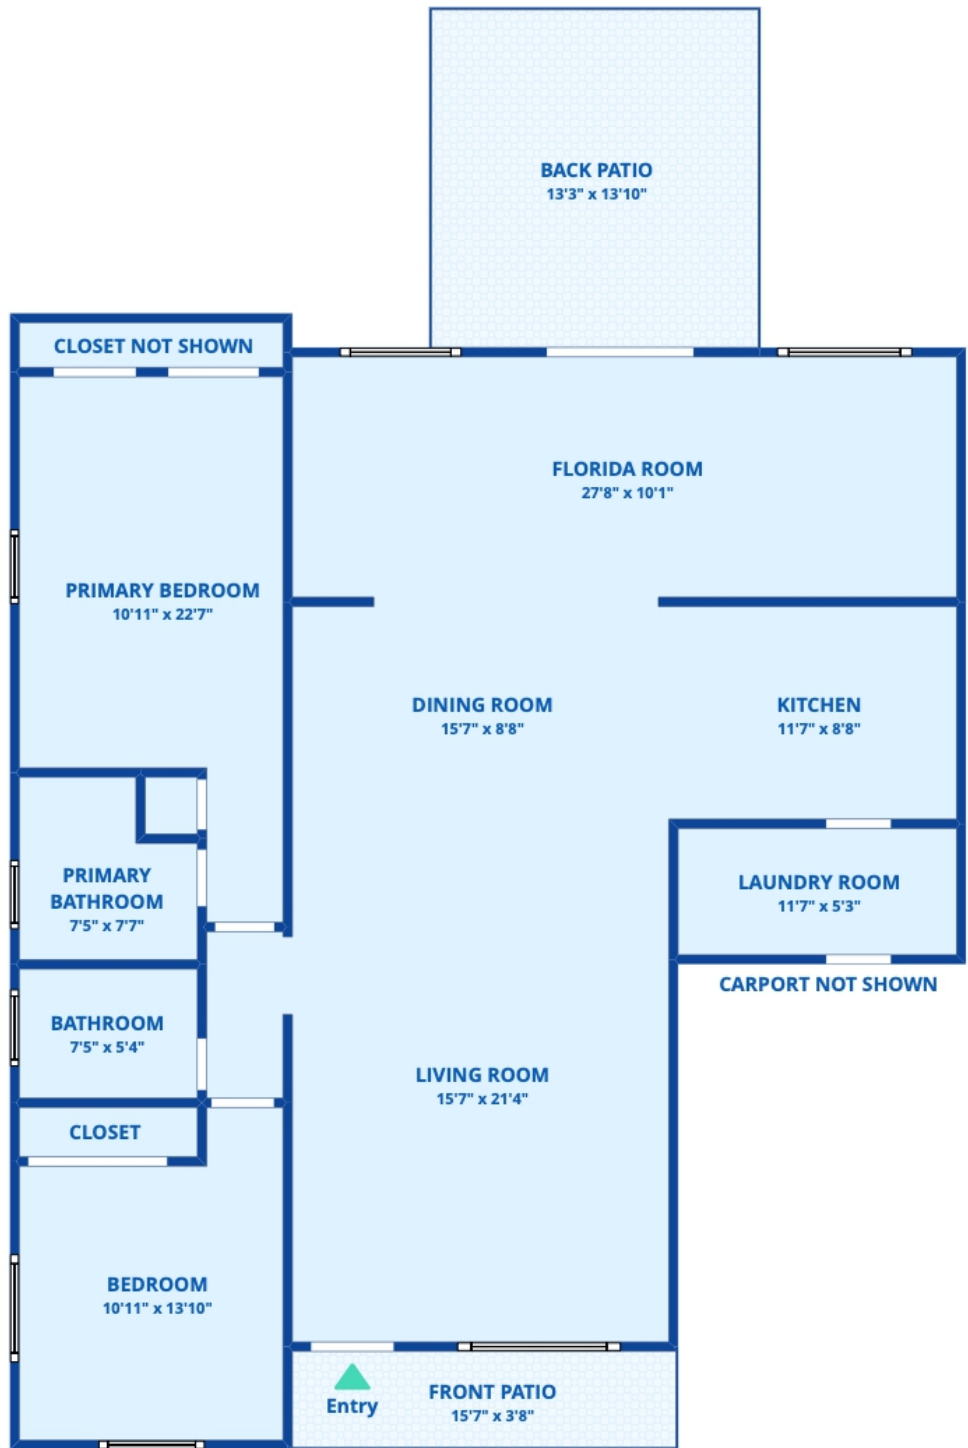 BACK PATIO
13'3" x 13'10"
CLOSET NOT SHOWN
FLORIDA ROOM
27'8" x 10'1"
PRIMARY BEDROOM
10'11" x 22'7"
DINING ROOM
15'7" x 8'8"
KITCHEN
11'7" x 8'8"
PRIMARY
BATHROOM
7'5" x 7'7"
LAUNDRY ROOM
11'7" x 5'3"
CARPORT NOT SHOWN
BATHROOM
7'5" x 5'4"
LIVING ROOM
15'7" x 21'4"
CLOSET
BEDROOM
10'11" x 13'10"
Entry
FRONT PATIO
15'7" x 3'8"